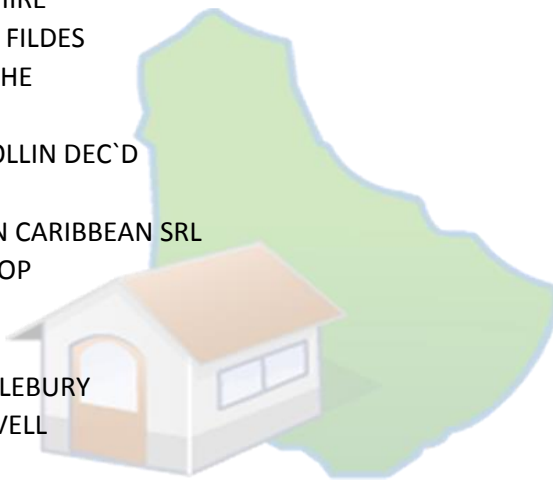 HIRE
FILDES
HE
OLLIN DEC`D
N CARIBBEAN SRL
OP
LEBURY
VELL